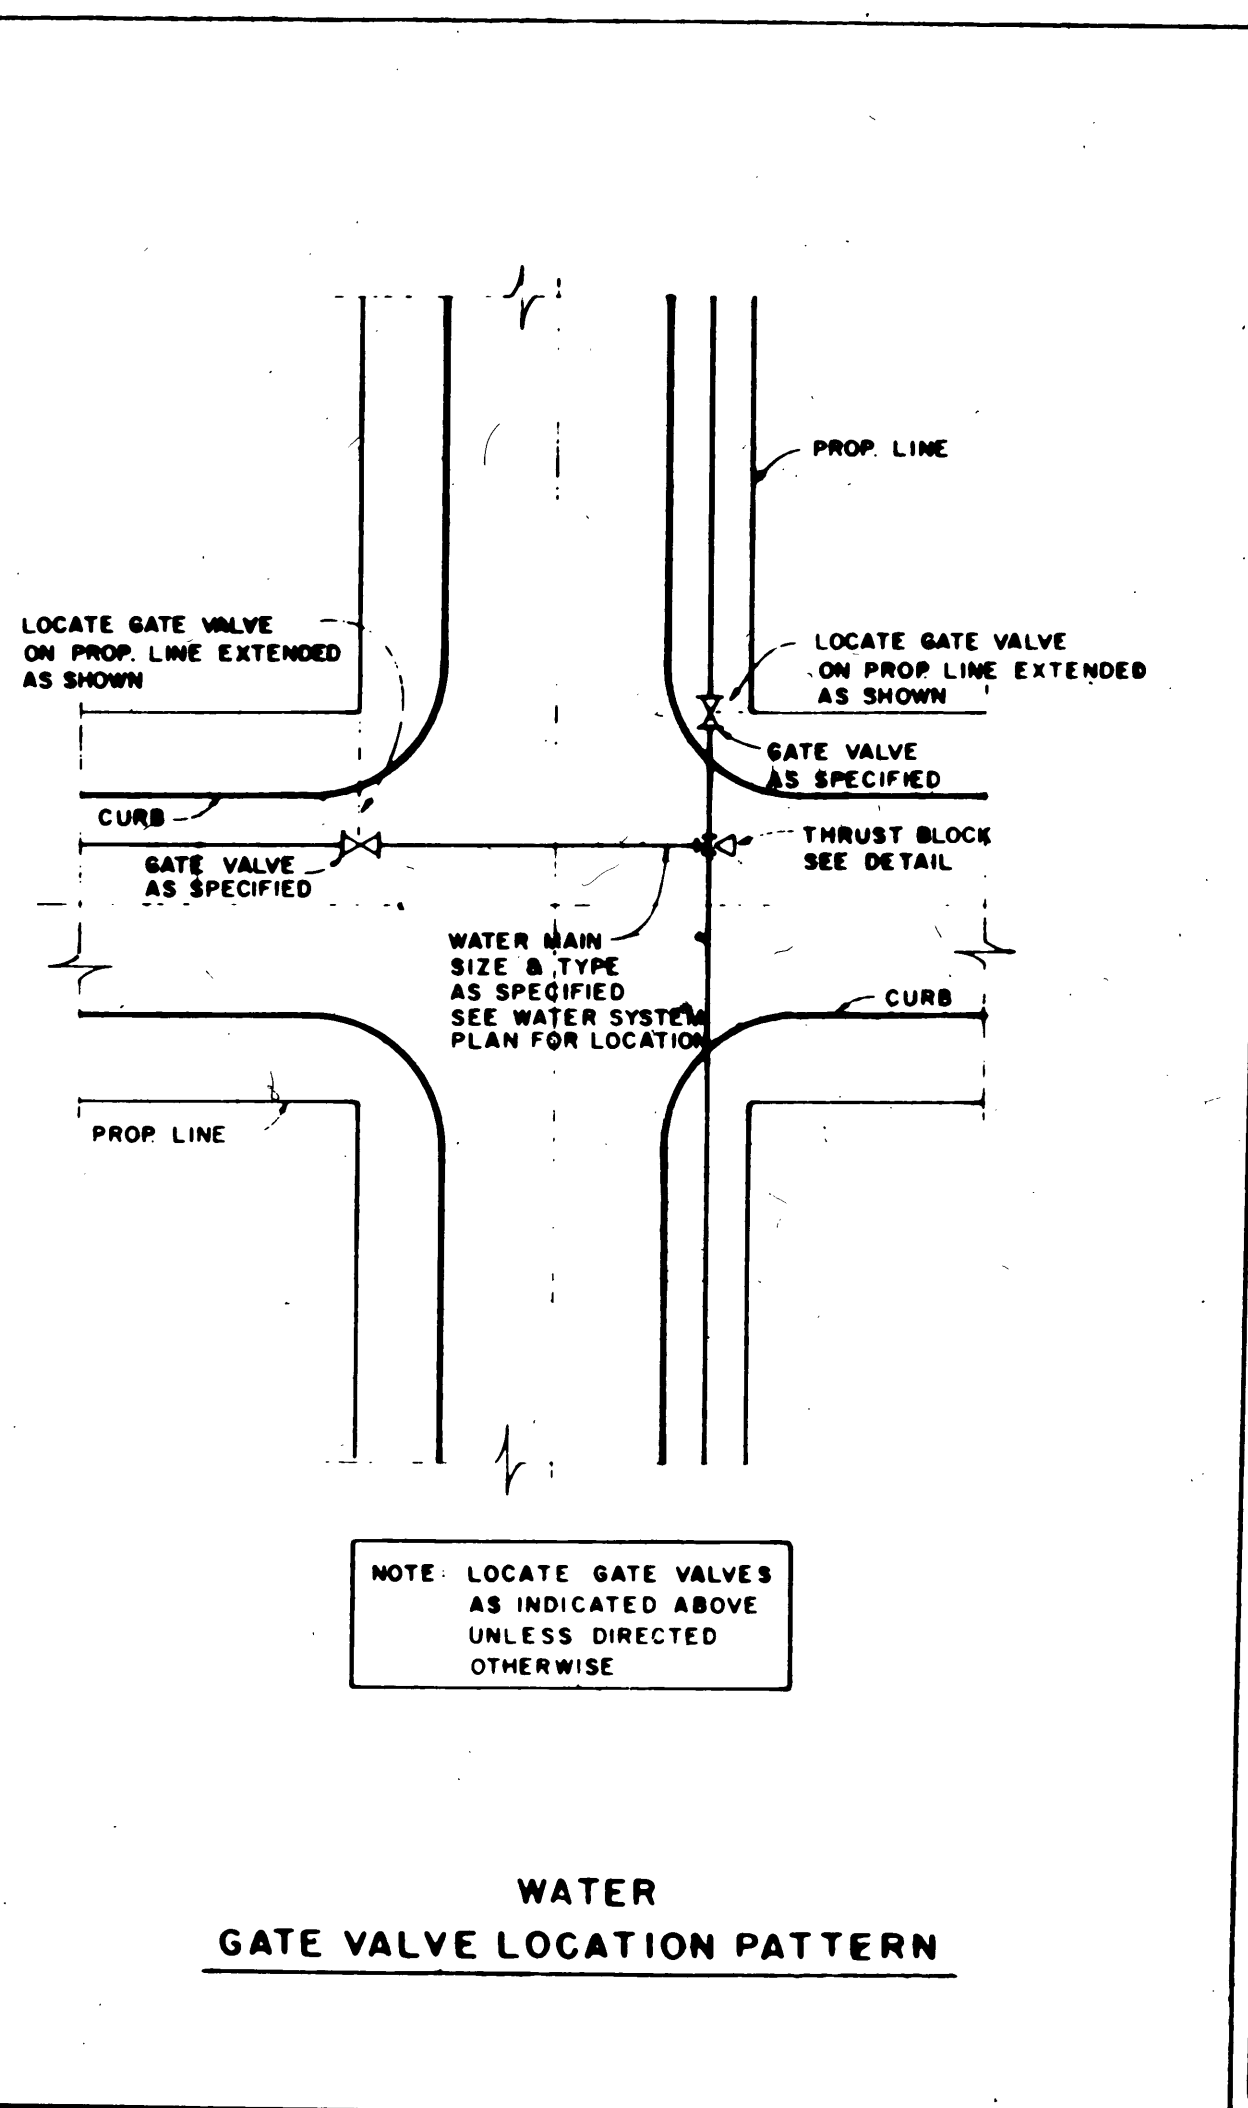 PROP. LINE
LOCATE GATE VALVE
ON PROP. LINE EXTENDED
AS SHOWN
LOCATE GATE VALVE
ON PROP. LINE EXTENDED
AS SHOWN
GATE VALVE
AS SPECIFIED
CURB
THRUST BLOCK
SEE DETAIL
GATE VALVE
AS SPECIFIED
WATER MAIN
SIZE & TYPE
AS SPECIFIED
SEE WATER SYSTEM
PLAN FOR LOCATION
CURB
PROP. LINE
NOTE: LOCATE GATE VALVES
AS INDICATED ABOVE
UNLESS DIRECTED
OTHERWISE
WATER
GATE VALVE LOCATION PATTERN